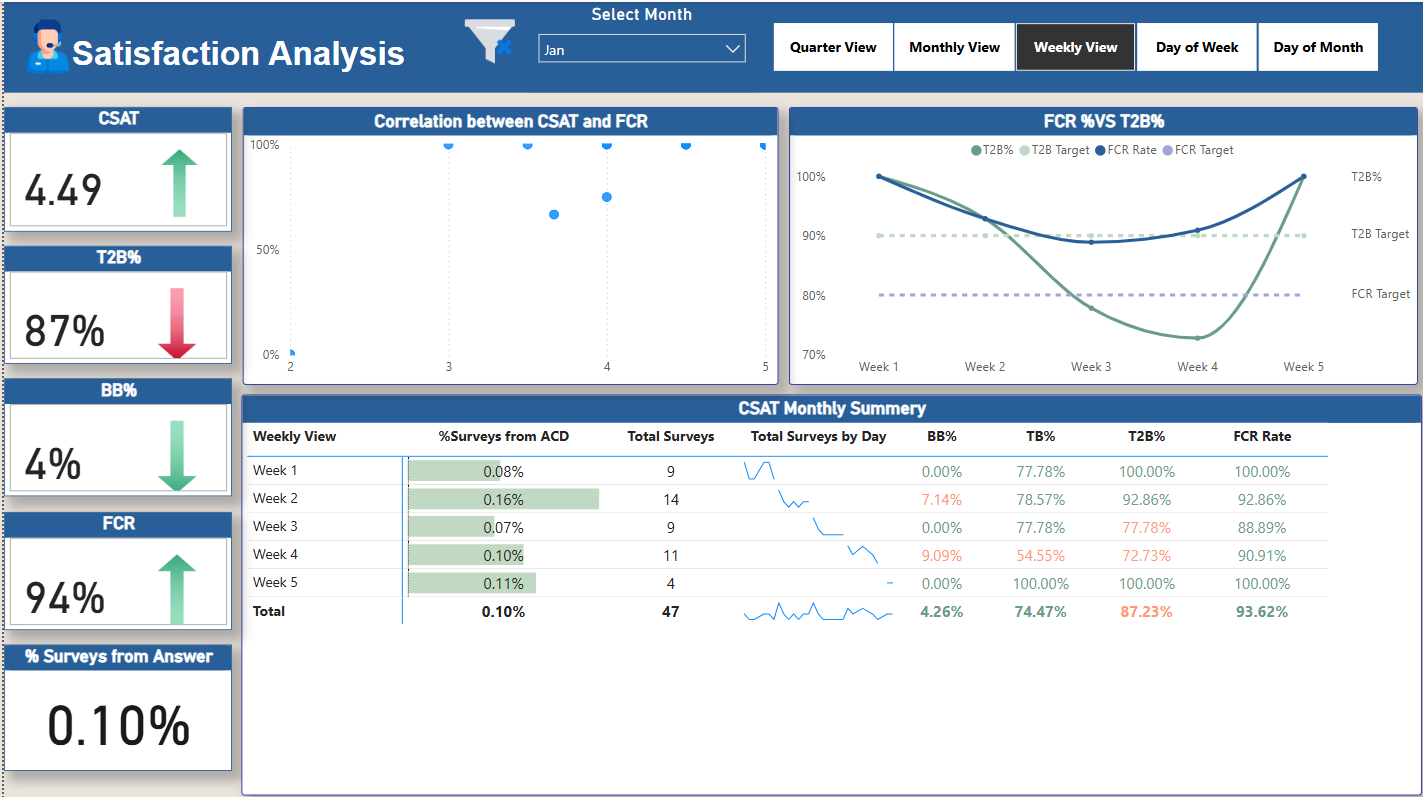 Satisfaction Analysis
Select Month
Jan
Quarter View
Monthly View
Weekly View
Day of Week
Day of Month
CSAT
4.49
T2B%
87%
BB%
4%
FCR
94%
% Surveys from Answer
0.10%
Correlation between CSAT and FCR
100%
50%
0%
2 3 4 5
FCR %VS T2B%
T2B% T2B Target FCR Rate FCR Target
100%
90%
80%
70%
T2B%
T2B Target
FCR Target
Week 1 Week 2 Week 3 Week 4 Week 5
CSAT Monthly Summery
Weekly View %Surveys from ACD Total Surveys Total Surveys by Day BB% TB% T2B% FCR Rate
Week 1 0.08% 9 0.00% 77.78% 100.00% 100.00%
Week 2 0.16% 14 7.14% 78.57% 92.86% 92.86%
Week 3 0.07% 9 0.00% 77.78% 77.78% 88.89%
Week 4 0.10% 11 9.09% 54.55% 72.73% 90.91%
Week 5 0.11% 4 0.00% 100.00% 100.00% 100.00%
Total 0.10% 47 4.26% 74.47% 87.23% 93.62%